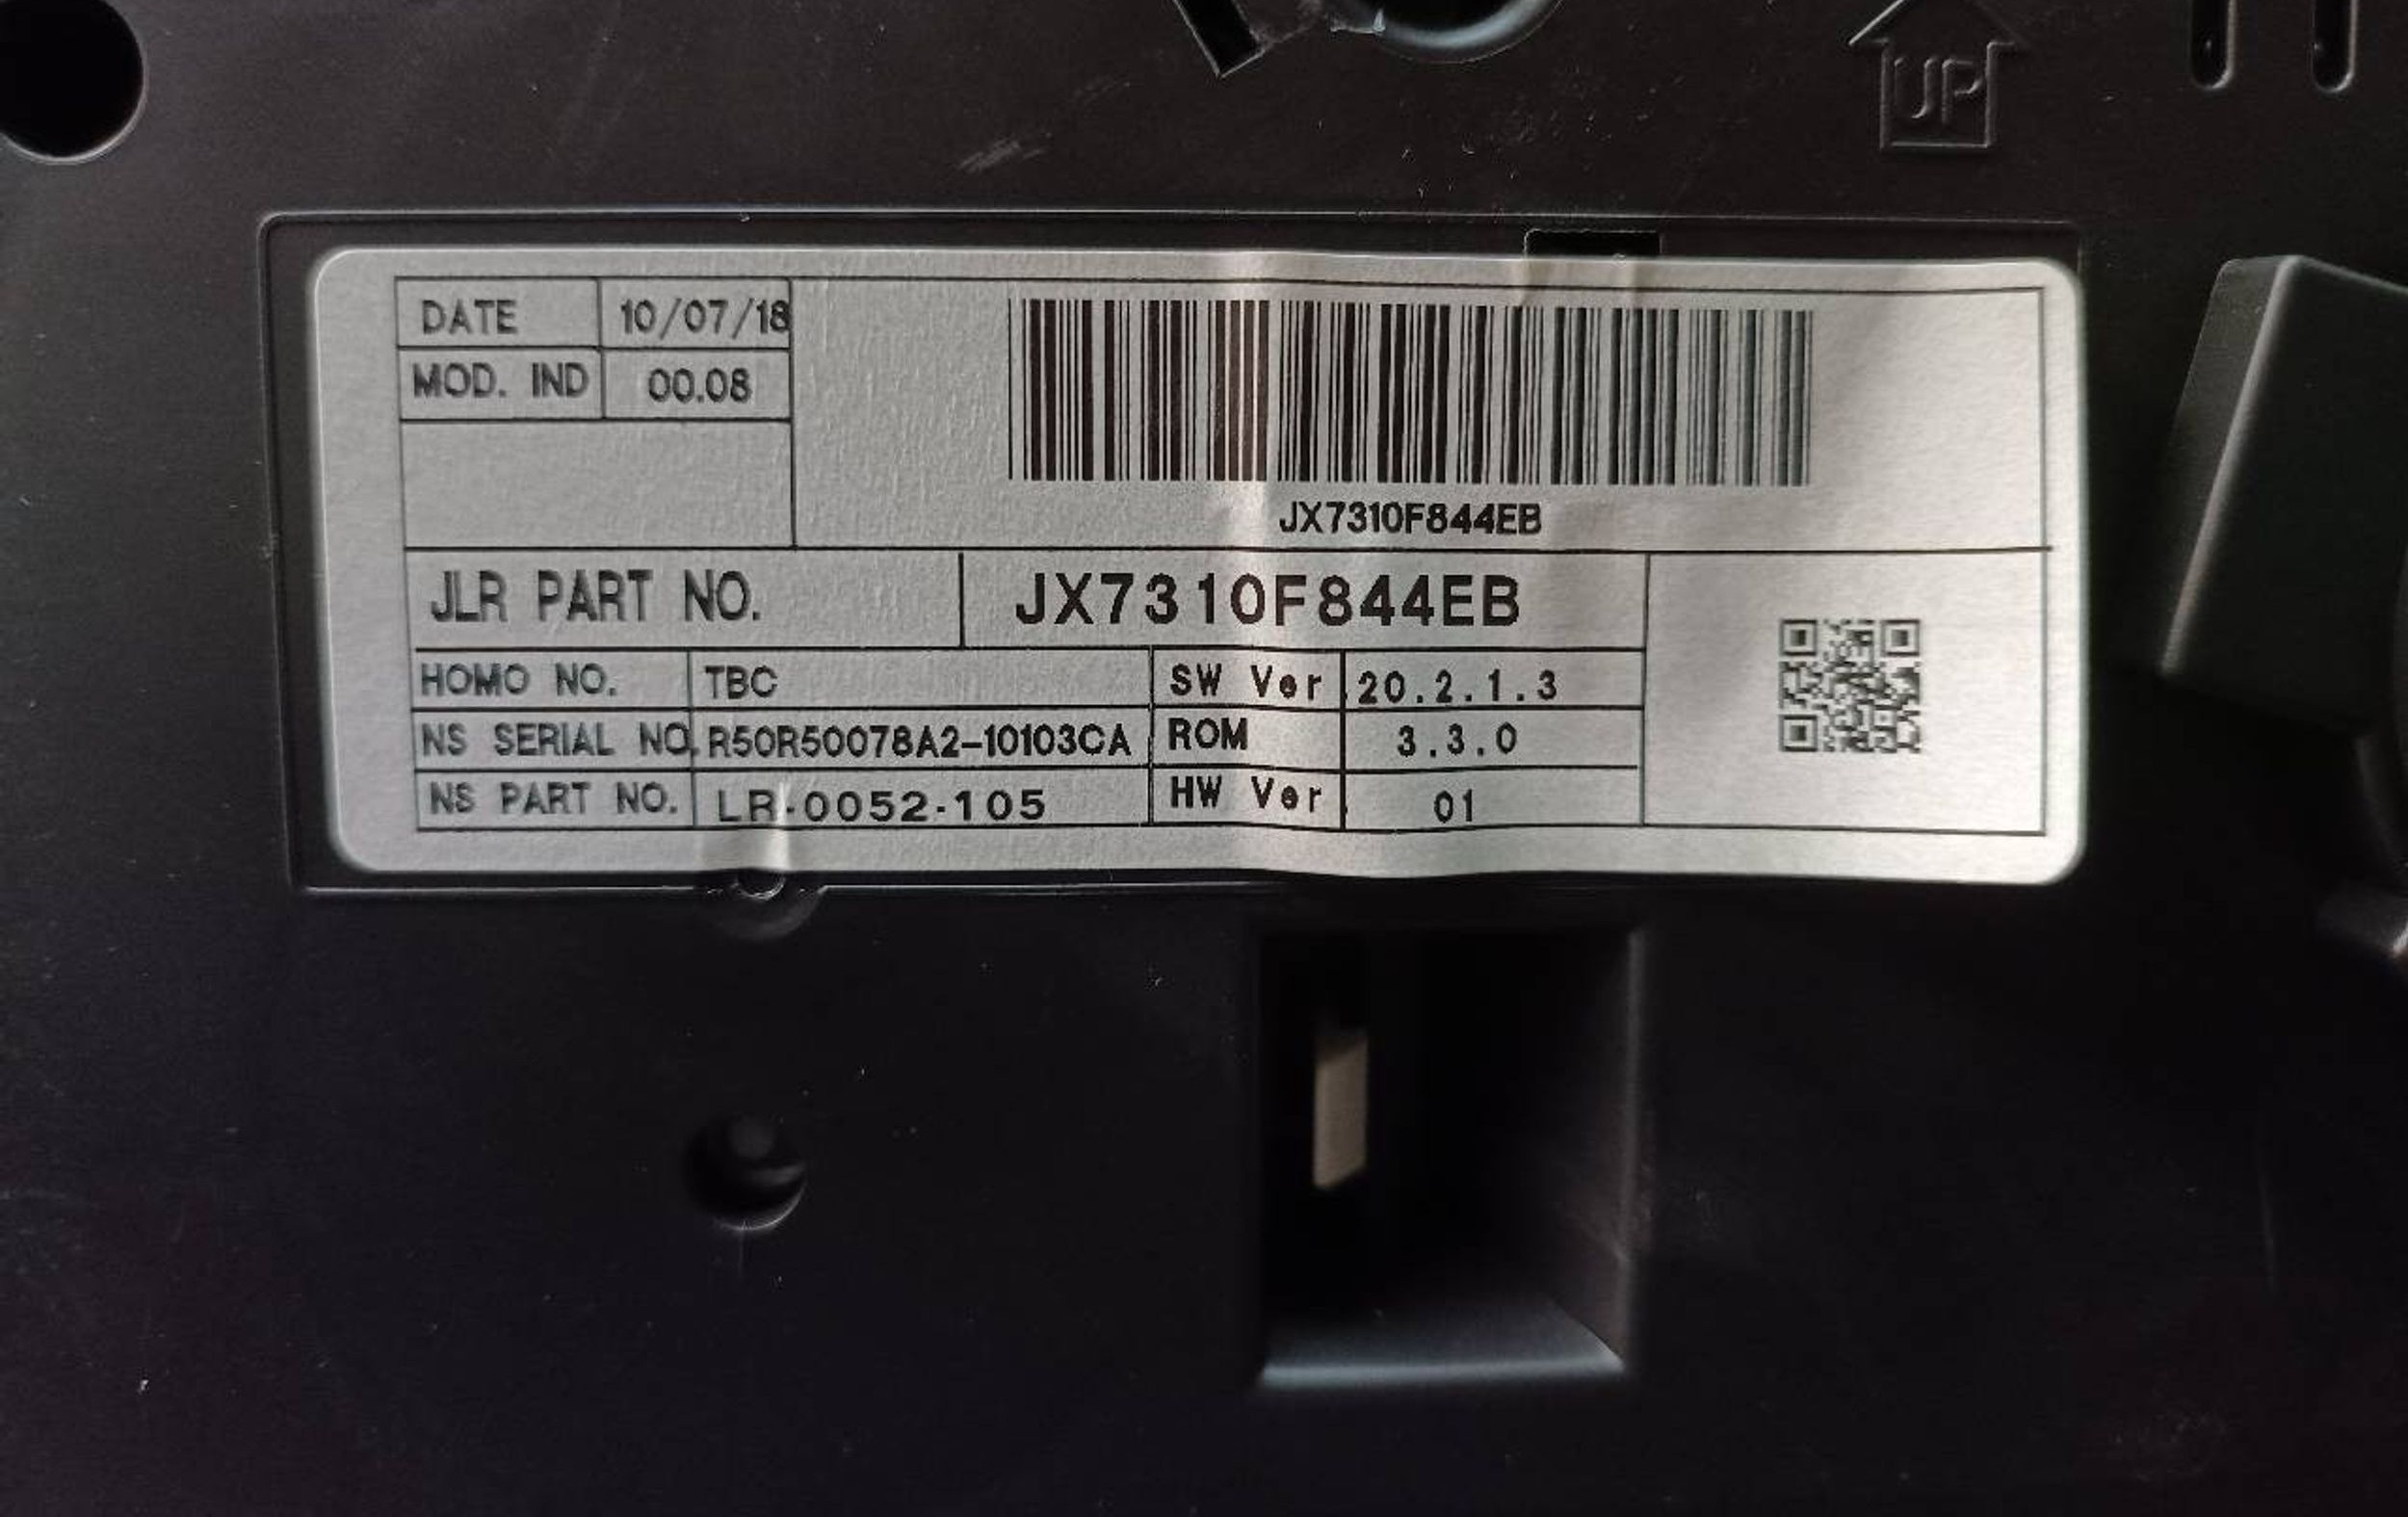 UP
DATE 10/07/18
MOD. IND 00.08
JX7310F844EB
JLR PART NO. JX7310F844EB
HOMO NO. TBC SW Ver 20.2.1.3
NS SERIAL NO. R50R50078A2-10103CA ROM 3.3.0
NS PART NO. LR-0052-105 HW Ver 01